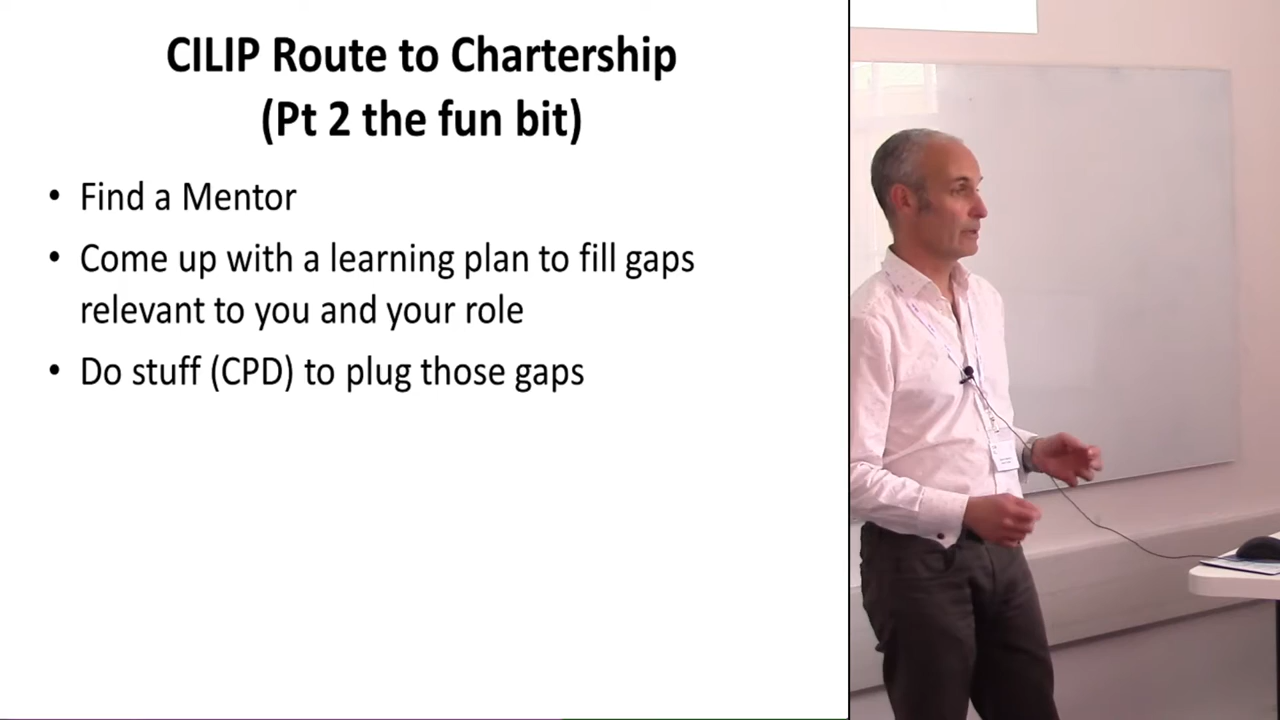 CILIP Route to Chartership
(Pt 2 the fun bit)
• Find a Mentor
• Come up with a learning plan to fill gaps
relevant to you and your role
• Do stuff (CPD) to plug those gaps